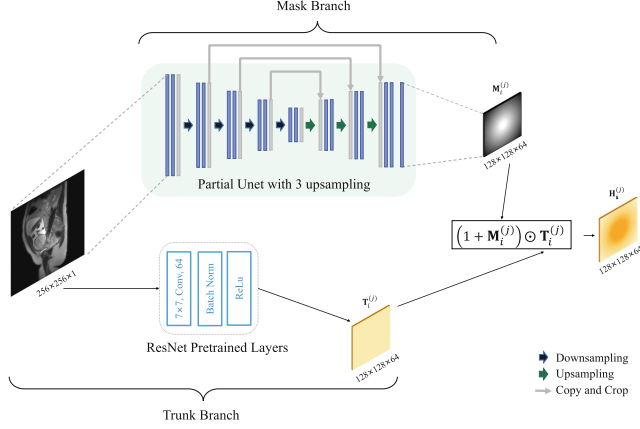 Mask Branch
Partial Unet with 3 upsampling
M_i^(j)
128×128×64
256×256×1
7×7, Conv, 64
Batch Norm
ReLu
ResNet Pretrained Layers
T_i^(j)
128×128×64
(1 + M_i^(j)) ⊙ T_i^(j)
H_i^(j)
128×128×64
Downsampling
Upsampling
Copy and Crop
Trunk Branch